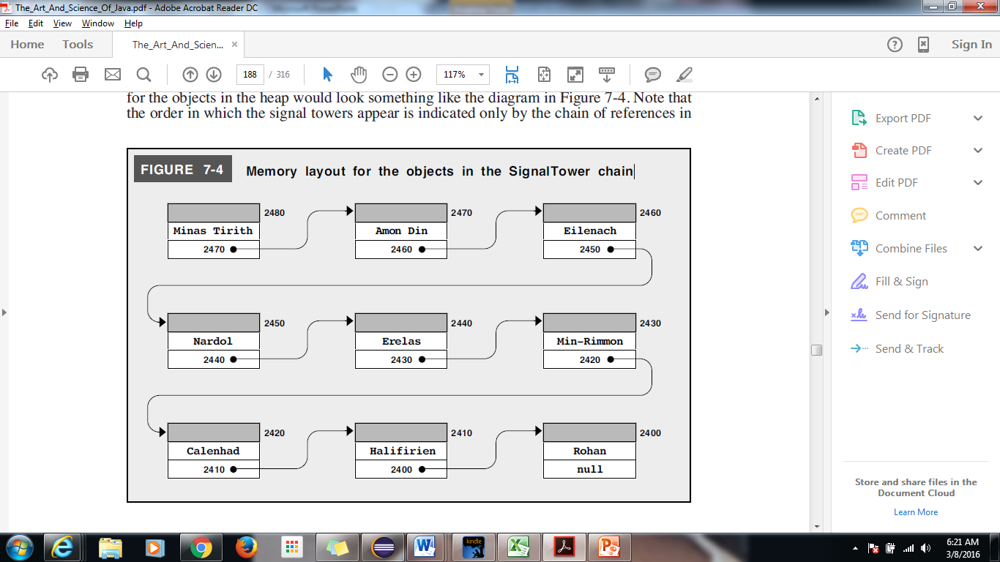 The_Art_And_Science_Of_Java.pdf - Adobe Acrobat Reader DC
File Edit View Window Help
Home Tools The_Art_And_Scien... × Sign In
188 / 316 117%
for the objects in the heap would look something like the diagram in Figure 7-4. Note that
the order in which the signal towers appear is indicated only by the chain of references in
FIGURE 7-4 Memory layout for the objects in the SignalTower chain
2480 2470 2460
Minas Tirith Amon Din Eilenach
2470 2460 2450
2450 2440 2430
Nardol Erelas Min-Rimmon
2440 2430 2420
2420 2410 2400
Calenhad Halifirien Rohan
2410 2400 null
Export PDF
Create PDF
Edit PDF
Comment
Combine Files
Fill & Sign
Send for Signature
Send & Track
Store and share files in the
Document Cloud
Learn More
kindle
6:21 AM
3/8/2016